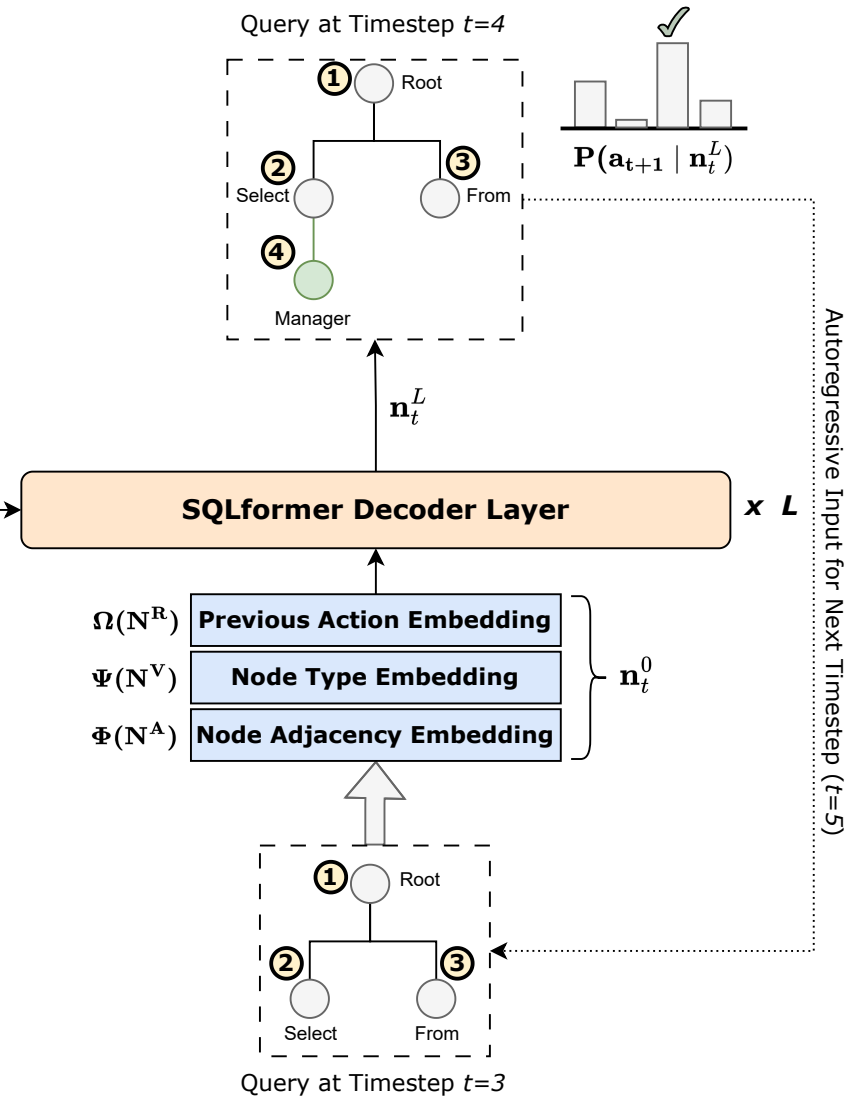 Query at Timestep t=4
1 Root
2 Select
3 From
4 Manager
P(a_{t+1} | n_t^L)
n_t^L
SQLformer Decoder Layer
x L
Autoregressive Input for Next Timestep (t=5)
Ω(N^R) Previous Action Embedding
Ψ(N^V) Node Type Embedding
Φ(N^A) Node Adjacency Embedding
n_t^0
1 Root
2 Select
3 From
Query at Timestep t=3